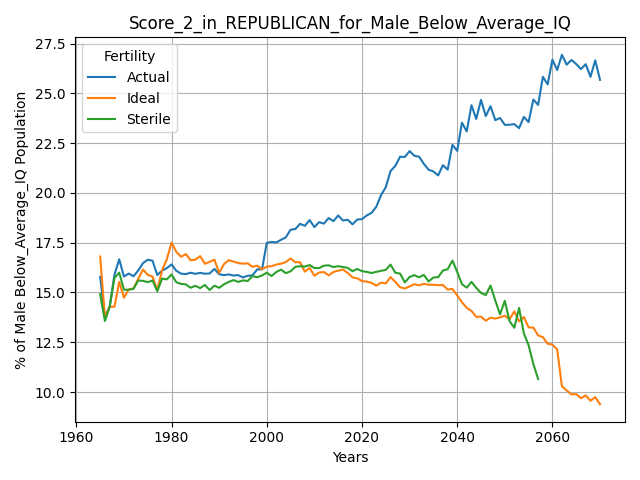 Score_2_in_REPUBLICAN_for_Male_Below_Average_IQ
% of Male Below_Average_IQ Population
27.5
25.0
22.5
20.0
17.5
15.0
12.5
10.0
Fertility
Actual
Ideal
Sterile
1960
1980
2000
2020
2040
2060
Years